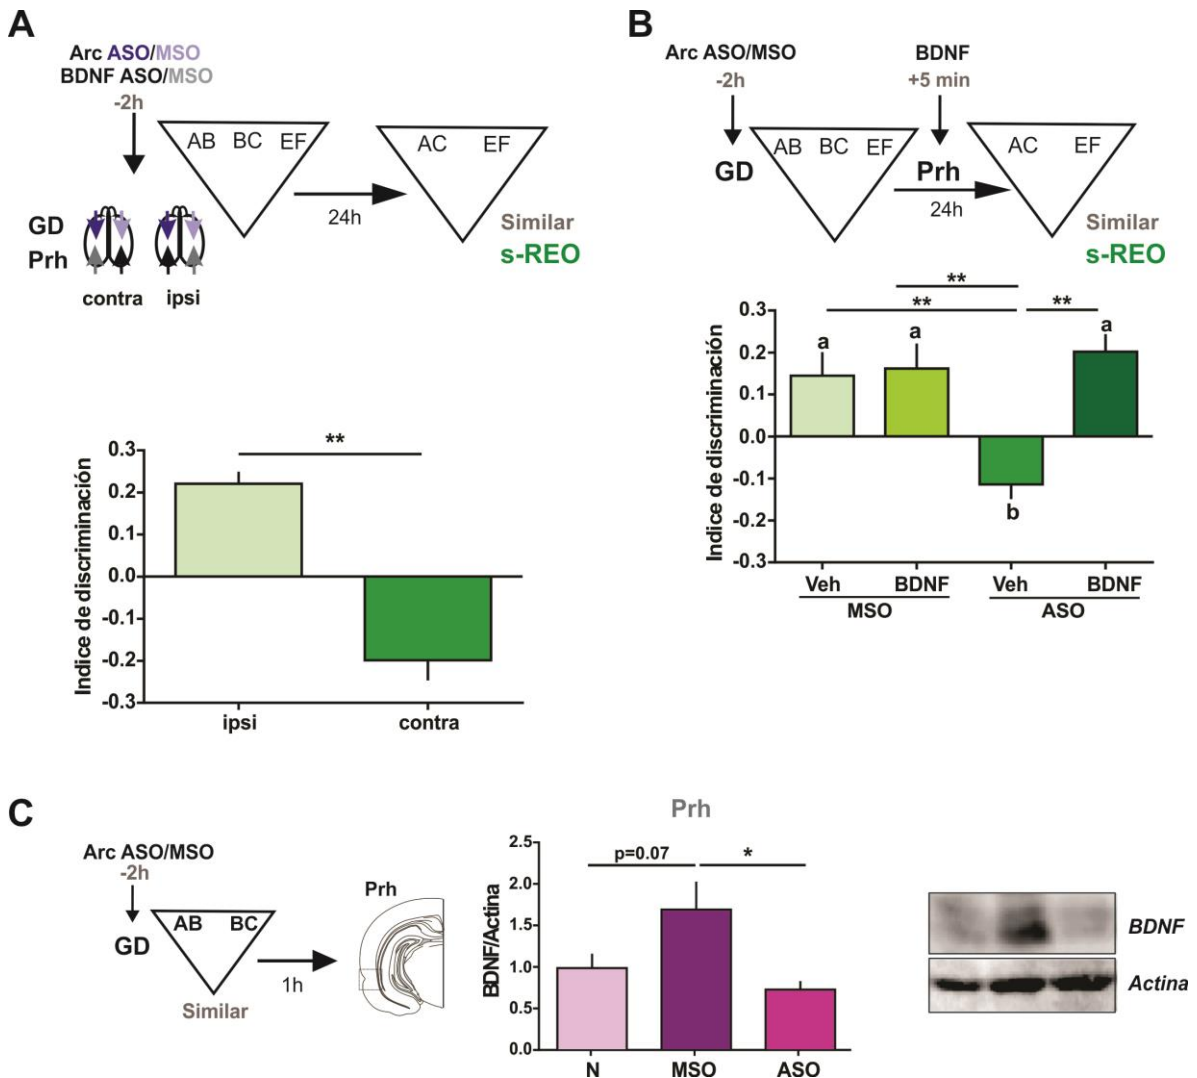 A
Arc ASO/MSO
BDNF ASO/MSO
-2h
AB BC EF
AC EF
24h
GD
Prh
contra ipsi
Similar
s-REO
**
0.3
0.2
0.1
0.0
-0.1
-0.2
-0.3
Indice de discriminación
ipsi contra
B
Arc ASO/MSO
-2h
BDNF
+5 min
AB BC EF
AC EF
GD
Prh
24h
Similar
s-REO
**
** **
a a a
b
0.3
0.2
0.1
0.0
-0.1
-0.2
-0.3
Indice de discriminación
Veh BDNF Veh BDNF
MSO ASO
C
Arc ASO/MSO
-2h
AB BC
GD
1h
Similar
Prh
Prh
p=0.07 *
2.5
2.0
1.5
1.0
0.5
0.0
BDNF/Actina
N MSO ASO
BDNF
Actina